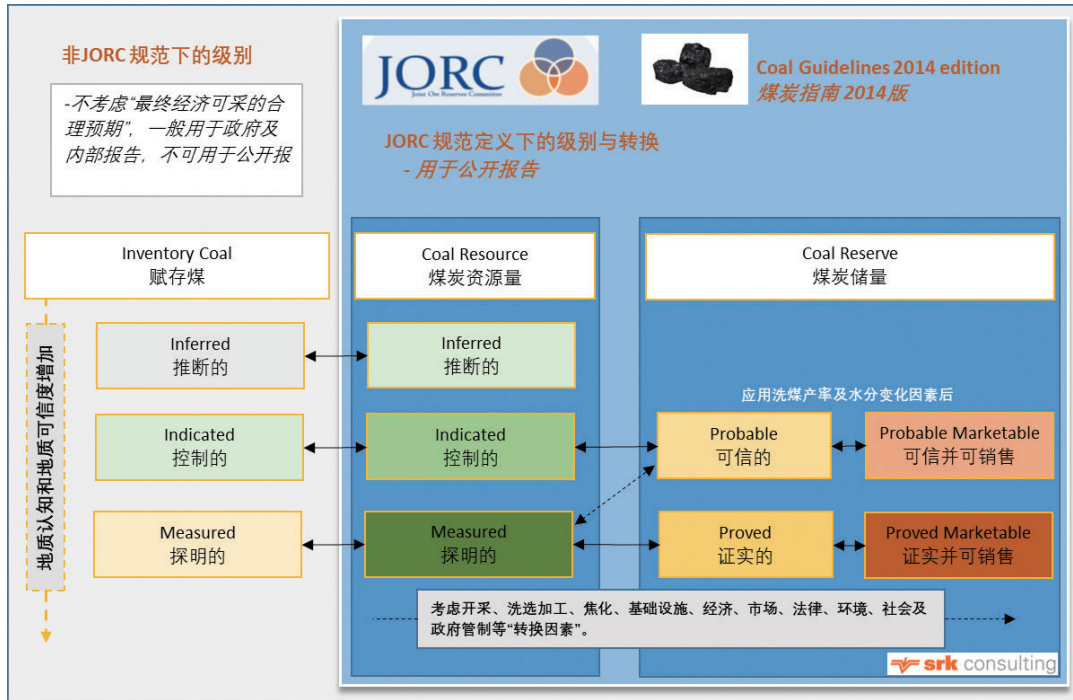 非JORC 规范下的级别
-不考虑“最终经济可采的合
理预期”，一般用于政府及
内部报告，不可用于公开报
JORC
Joint Ore Reserves Committee
Coal Guidelines 2014 edition
煤炭指南 2014版
JORC 规范定义下的级别与转换
- 用于公开报告
Inventory Coal
赋存煤
Coal Resource
煤炭资源量
Coal Reserve
煤炭储量
地质认知和地质可信度增加
Inferred
推断的
Inferred
推断的
应用洗煤产率及水分变化因素后
Indicated
控制的
Indicated
控制的
Probable
可信的
Probable Marketable
可信并可销售
Measured
探明的
Measured
探明的
Proved
证实的
Proved Marketable
证实并可销售
考虑开采、洗选加工、焦化、基础设施、经济、市场、法律、环境、社会及
政府管制等“转换因素”。
srk consulting